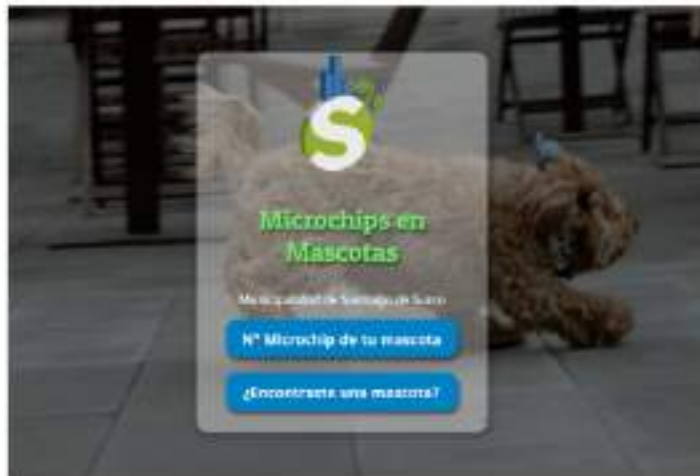 S
Microchips en
Mascotas
Municipalidad de Santiago de Surco
N° Microchip de tu mascota
¿Encontraste una mascota?